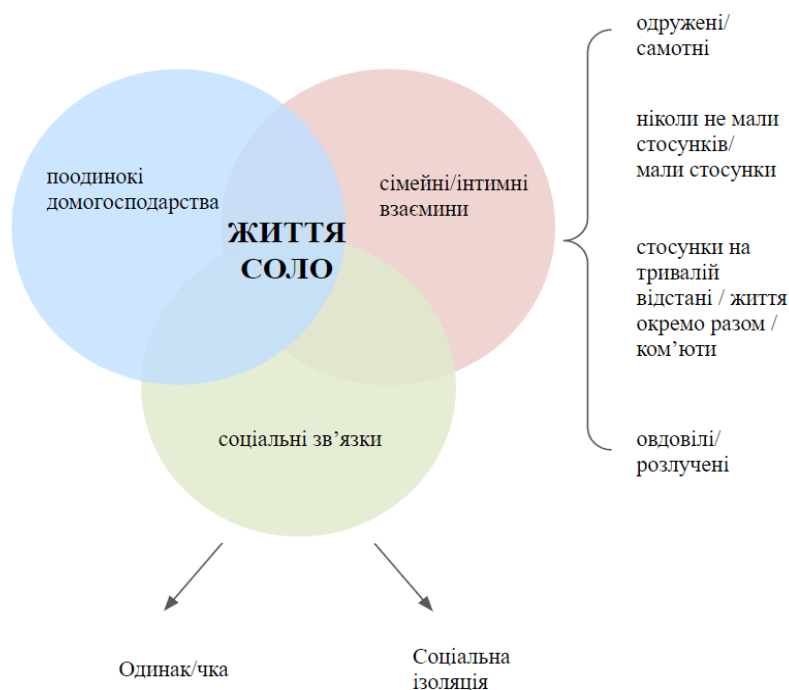 поодинокі
домогосподарства
сімейні/інтимні
взаємини
ЖИТТЯ
СОЛО
соціальні зв’язки
одружені/
самотні
ніколи не мали
стосунків/
мали стосунки
стосунки на
тривалій
відстані / життя
окремо разом /
ком’юти
овдовілі/
розлучені
Одинак/чка
Соціальна
ізоляція